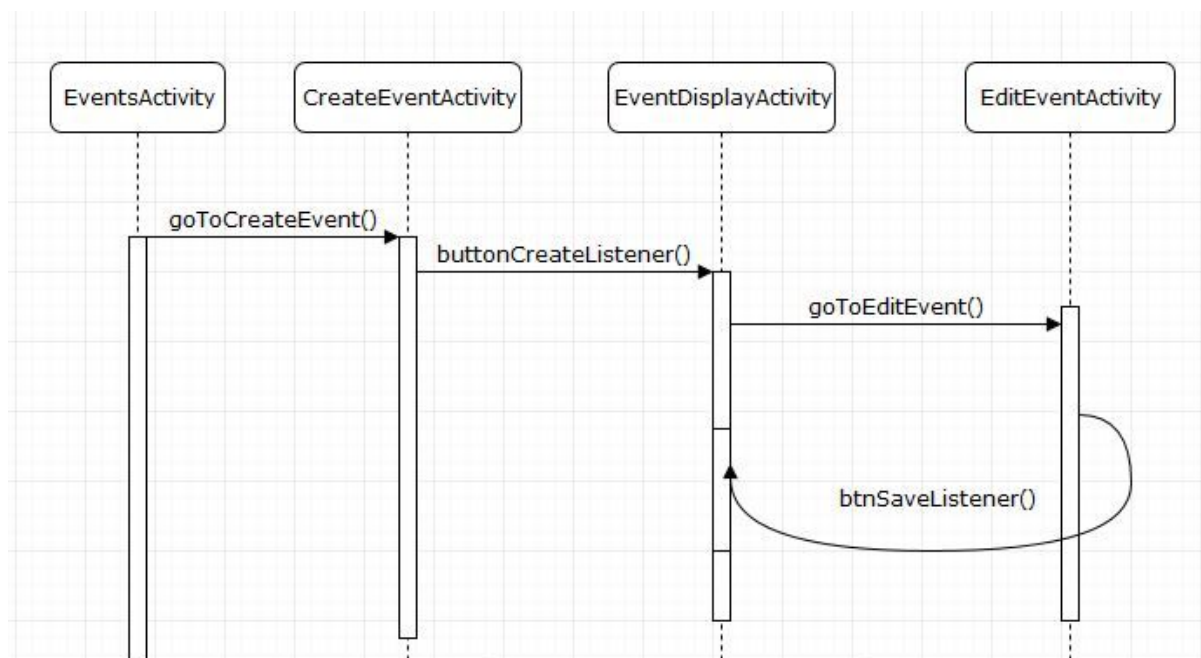 EventsActivity
CreateEventActivity
EventDisplayActivity
EditEventActivity
goToCreateEvent()
buttonCreateListener()
goToEditEvent()
btnSaveListener()